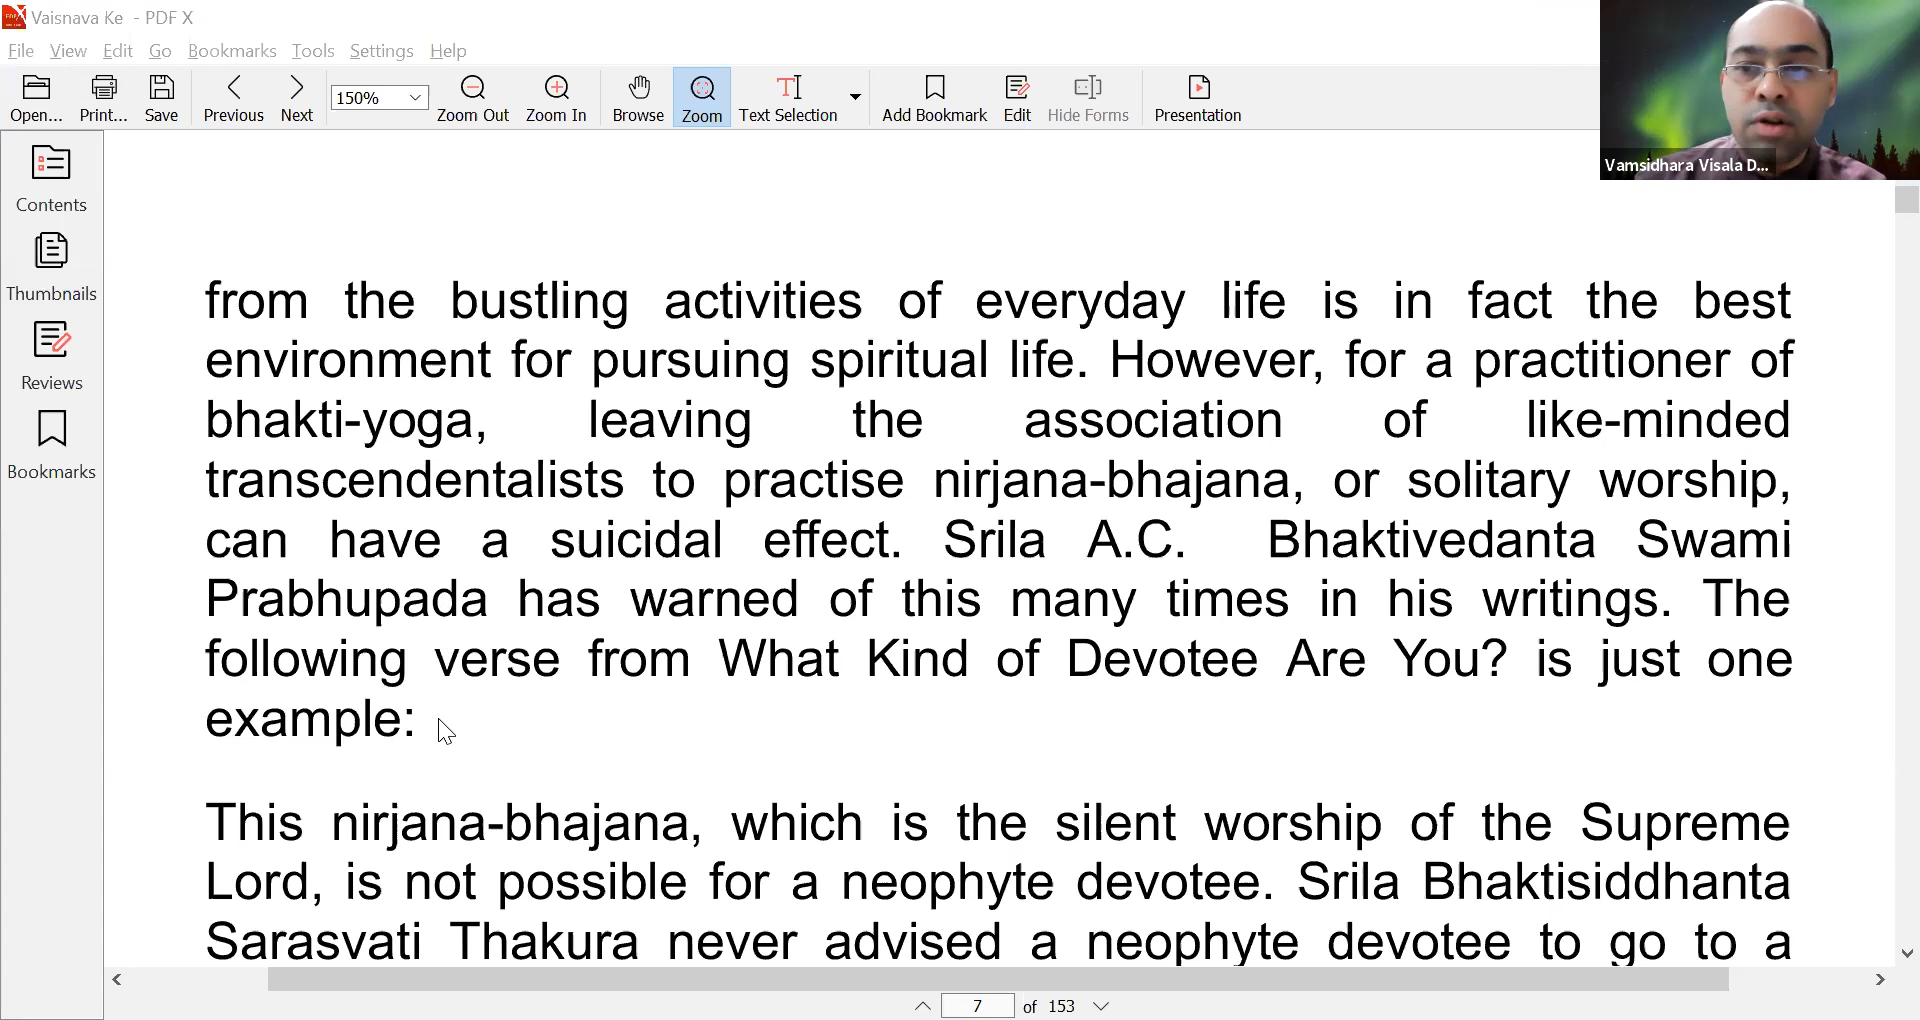 Vaisnava Ke - PDF X
File View Edit Go Bookmarks Tools Settings Help
150%
Open... Print... Save Previous Next Zoom Out Zoom In Browse Zoom Text Selection Add Bookmark Edit Hide Forms Presentation
Vamsidhara Visala D...
Contents
Thumbnails
Reviews
Bookmarks
from the bustling activities of everyday life is in fact the best
environment for pursuing spiritual life. However, for a practitioner of
bhakti-yoga, leaving the association of like-minded
transcendentalists to practise nirjana-bhajana, or solitary worship,
can have a suicidal effect. Srila A.C. Bhaktivedanta Swami
Prabhupada has warned of this many times in his writings. The
following verse from What Kind of Devotee Are You? is just one
example:
This nirjana-bhajana, which is the silent worship of the Supreme
Lord, is not possible for a neophyte devotee. Srila Bhaktisiddhanta
Sarasvati Thakura never advised a neophyte devotee to go to a
7 of 153